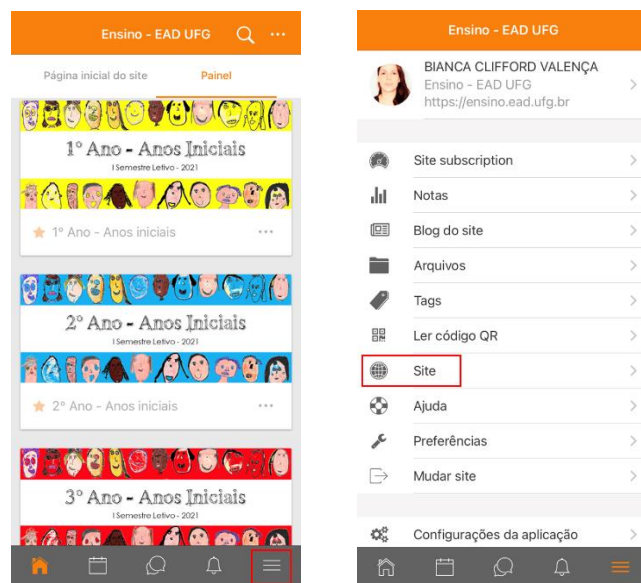 Ensino - EAD UFG
Página inicial do site
Painel
1º Ano - Anos Iniciais
I Semestre Letivo - 2021
1º Ano - Anos iniciais
2º Ano - Anos Iniciais
I Semestre Letivo - 2021
2º Ano - Anos iniciais
3º Ano - Anos Iniciais
I Semestre Letivo - 2021
Ensino - EAD UFG
BIANCA CLIFFORD VALENÇA
Ensino - EAD UFG
https://ensino.ead.ufg.br
Site subscription
Notas
Blog do site
Arquivos
Tags
Ler código QR
Site
Ajuda
Preferências
Mudar site
Configurações da aplicação